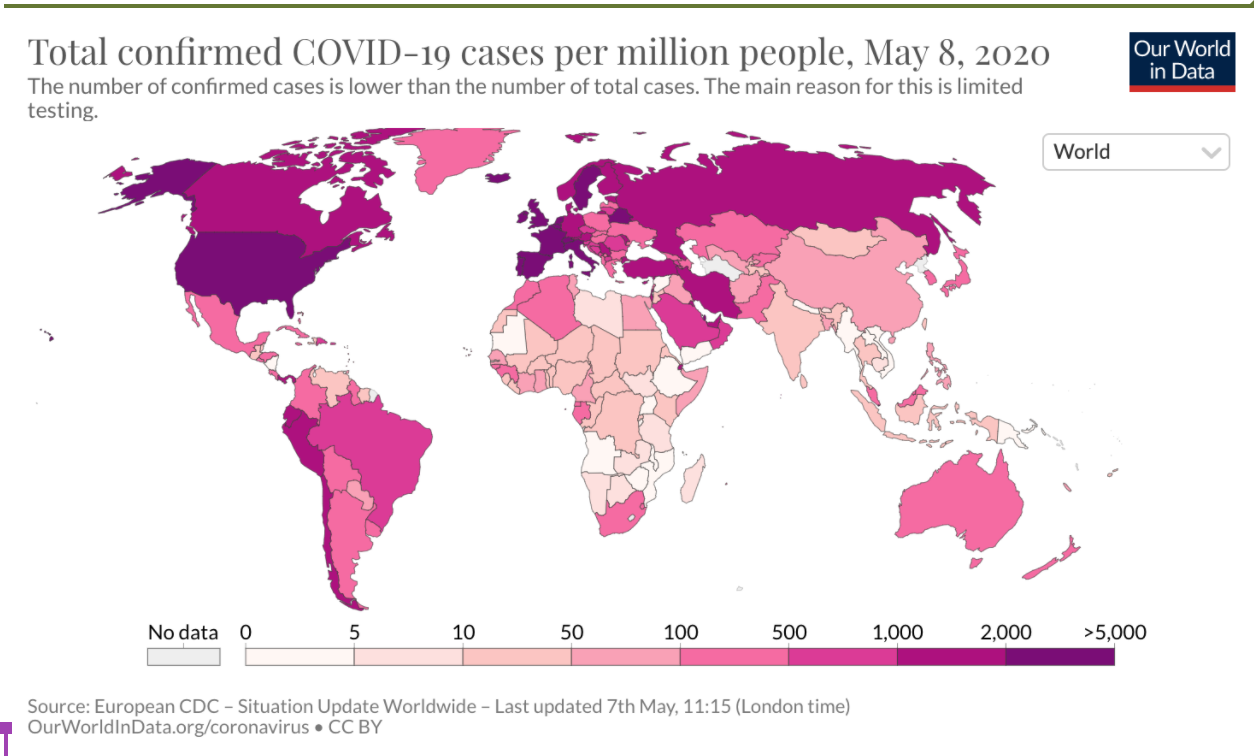 Total confirmed COVID-19 cases per million people, May 8, 2020
Our World
in Data
The number of confirmed cases is lower than the number of total cases. The main reason for this is limited
testing.
World
No data 0 5 10 50 100 500 1,000 2,000 >5,000
Source: European CDC – Situation Update Worldwide – Last updated 7th May, 11:15 (London time)
OurWorldInData.org/coronavirus • CC BY